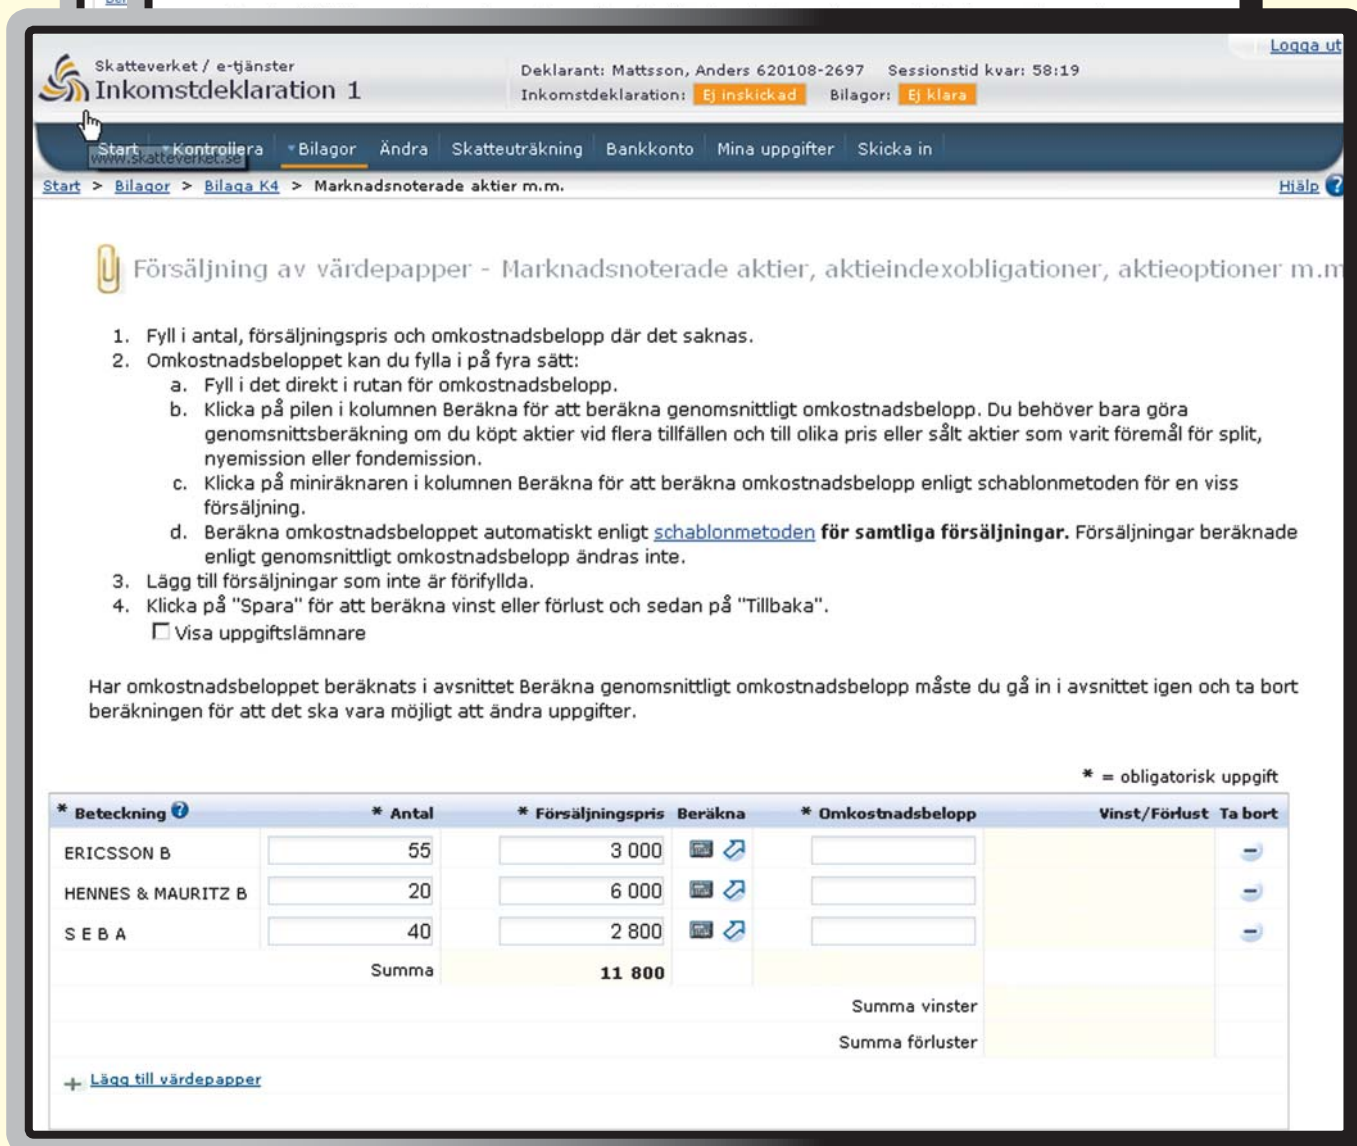 Logga ut
Skatteverket / e-tjänster
Inkomstdeklaration 1
Deklarant: Mattsson, Anders 620108-2697 Sessionstid kvar: 58:19
Inkomstdeklaration: Ej inskickad Bilagor: Ej klara
Start Kontrollera Bilagor Ändra Skatteuträkning Bankkonto Mina uppgifter Skicka in
www.skatteverket.se
Start > Bilagor > Bilaga K4 > Marknadsnoterade aktier m.m. Hjälp ?
Försäljning av värdepapper - Marknadsnoterade aktier, aktieindexobligationer, aktieoptioner m.m
1. Fyll i antal, försäljningspris och omkostnadsbelopp där det saknas.
2. Omkostnadsbeloppet kan du fylla i på fyra sätt:
a. Fyll i det direkt i rutan för omkostnadsbelopp.
b. Klicka på pilen i kolumnen Beräkna för att beräkna genomsnittligt omkostnadsbelopp. Du behöver bara göra
genomsnittsberäkning om du köpt aktier vid flera tillfällen och till olika pris eller sålt aktier som varit föremål för split,
nyemission eller fondemission.
c. Klicka på miniräknaren i kolumnen Beräkna för att beräkna omkostnadsbelopp enligt schablonmetoden för en viss
försäljning.
d. Beräkna omkostnadsbeloppet automatiskt enligt schablonmetoden för samtliga försäljningar. Försäljningar beräknade
enligt genomsnittligt omkostnadsbelopp ändras inte.
3. Lägg till försäljningar som inte är förifyllda.
4. Klicka på "Spara" för att beräkna vinst eller förlust och sedan på "Tillbaka".
Visa uppgiftslämnare
Har omkostnadsbeloppet beräknats i avsnittet Beräkna genomsnittligt omkostnadsbelopp måste du gå in i avsnittet igen och ta bort
beräkningen för att det ska vara möjligt att ändra uppgifter.
* = obligatorisk uppgift
* Beteckning ? * Antal * Försäljningspris Beräkna * Omkostnadsbelopp Vinst/Förlust Ta bort
ERICSSON B 55 3 000
HENNES & MAURITZ B 20 6 000
S E B A 40 2 800
Summa 11 800
Summa vinster
Summa förluster
+ Lägg till värdepapper